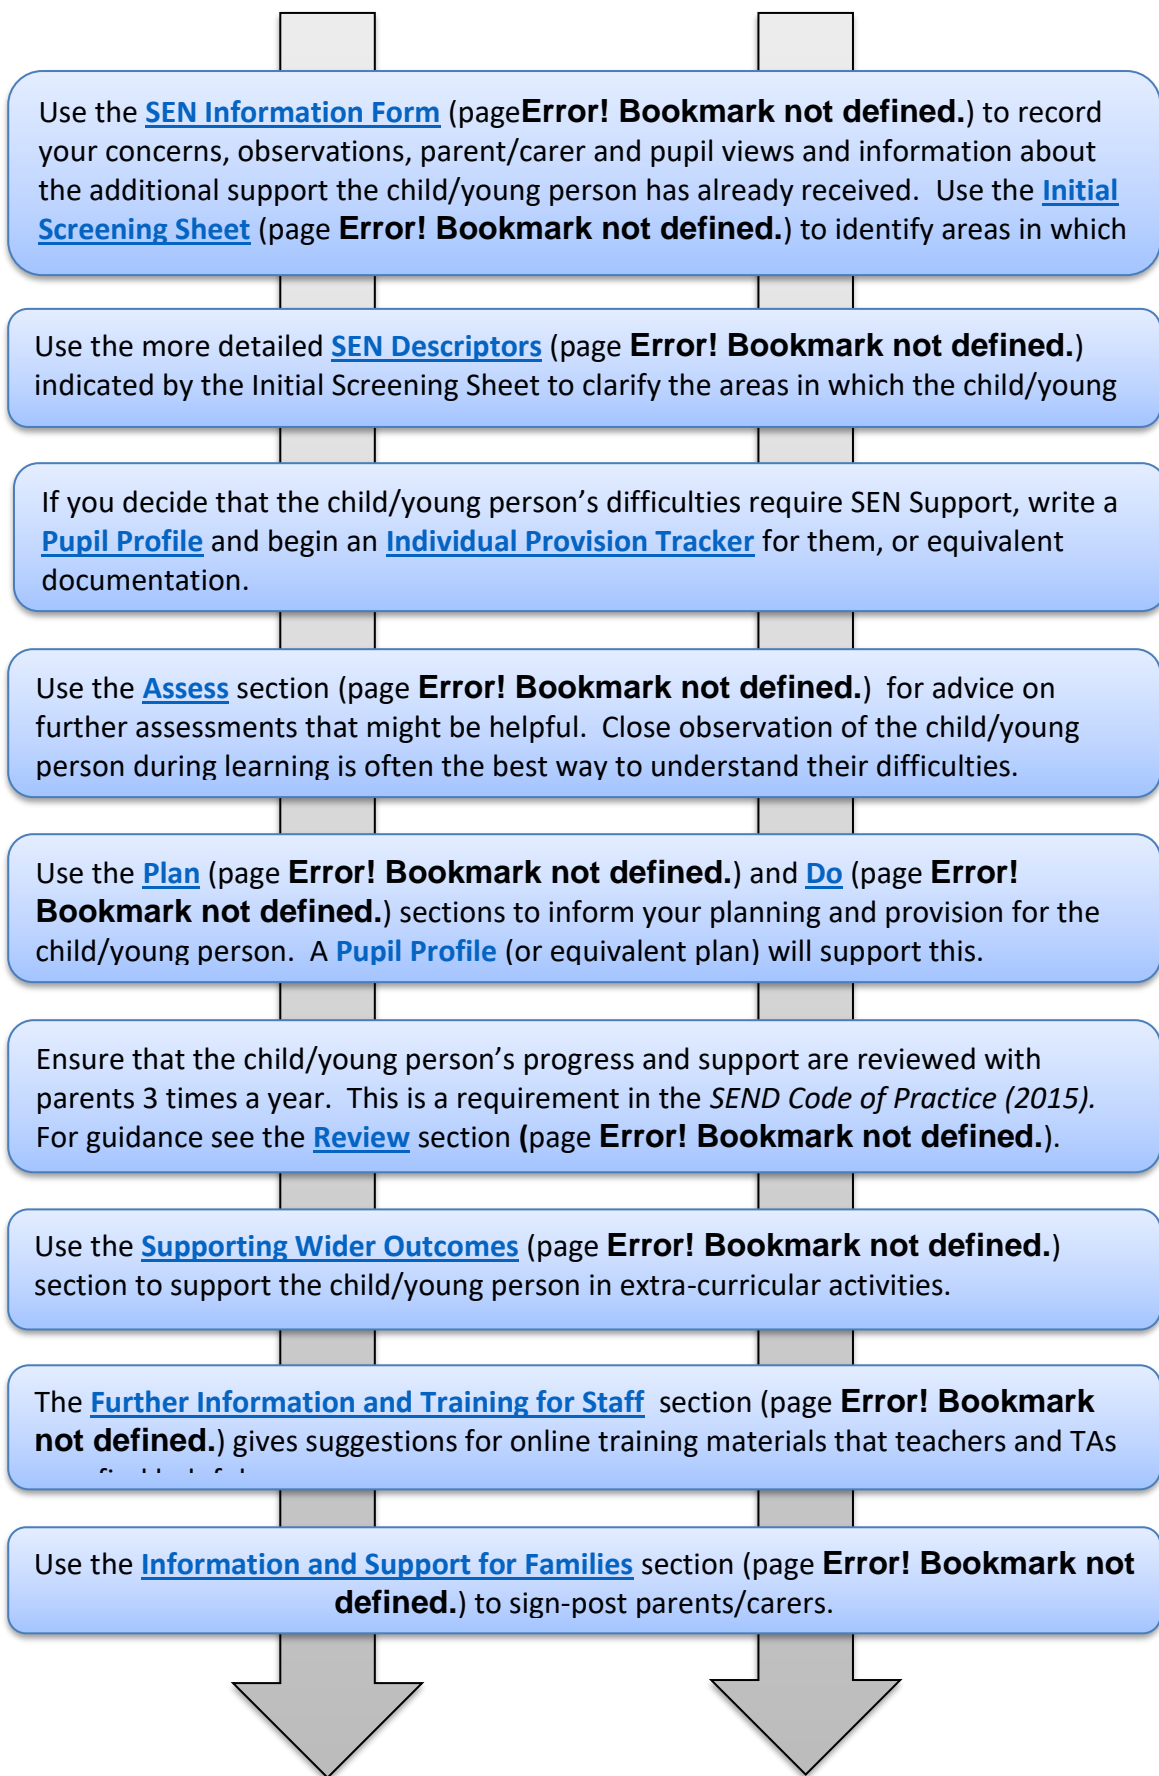 Use the SEN Information Form (pageError! Bookmark not defined.) to record
your concerns, observations, parent/carer and pupil views and information about
the additional support the child/young person has already received.  Use the Initial
Screening Sheet (page Error! Bookmark not defined.) to identify areas in which
Use the more detailed SEN Descriptors (page Error! Bookmark not defined.)
indicated by the Initial Screening Sheet to clarify the areas in which the child/young
If you decide that the child/young person’s difficulties require SEN Support, write a
Pupil Profile and begin an Individual Provision Tracker for them, or equivalent
documentation.
Use the Assess section (page Error! Bookmark not defined.)  for advice on
further assessments that might be helpful.  Close observation of the child/young
person during learning is often the best way to understand their difficulties.
Use the Plan (page Error! Bookmark not defined.) and Do (page Error!
Bookmark not defined.) sections to inform your planning and provision for the
child/young person.  A Pupil Profile (or equivalent plan) will support this.
Ensure that the child/young person’s progress and support are reviewed with
parents 3 times a year.  This is a requirement in the SEND Code of Practice (2015).
For guidance see the Review section (page Error! Bookmark not defined.).
Use the Supporting Wider Outcomes (page Error! Bookmark not defined.)
section to support the child/young person in extra-curricular activities.
The Further Information and Training for Staff  section (page Error! Bookmark
not defined.) gives suggestions for online training materials that teachers and TAs
Use the Information and Support for Families section (page Error! Bookmark not
defined.) to sign-post parents/carers.